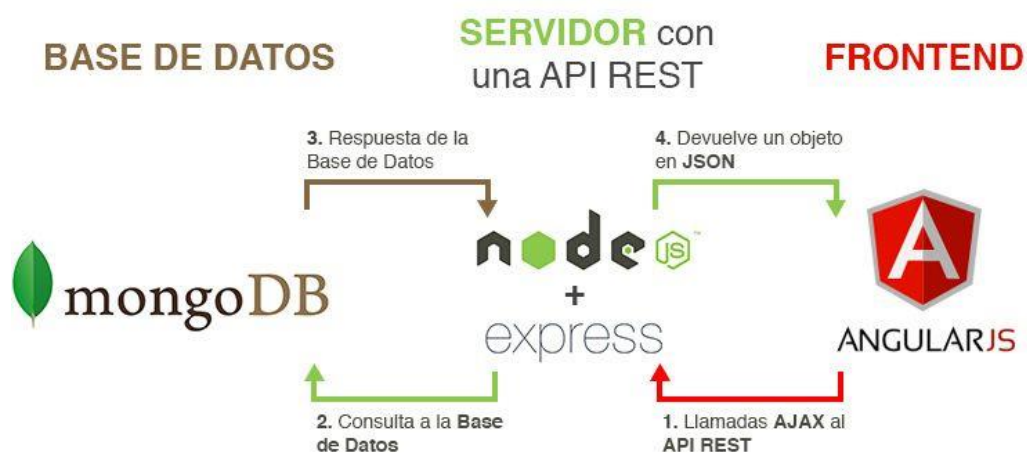 BASE DE DATOS
SERVIDOR con
una API REST
FRONTEND
3. Respuesta de la
Base de Datos
4. Devuelve un objeto
en JSON
mongoDB
node JS™
+
express
A
ANGULARJS
2. Consulta a la Base
de Datos
1. Llamadas AJAX al
API REST